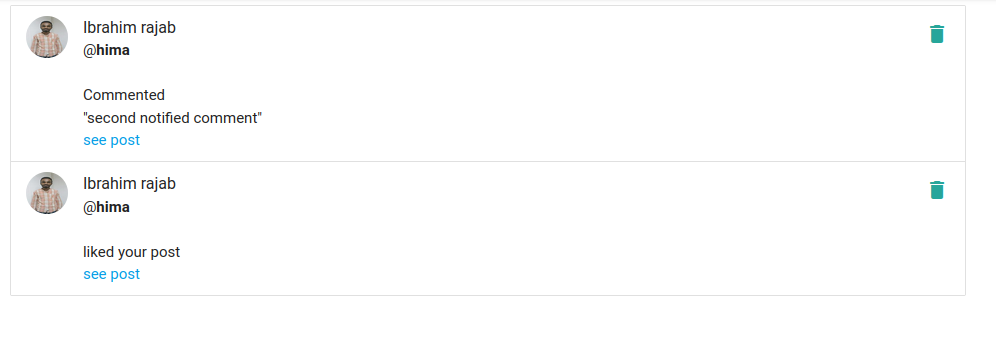 Ibrahim rajab
@hima
Commented
"second notified comment"
see post
Ibrahim rajab
@hima
liked your post
see post